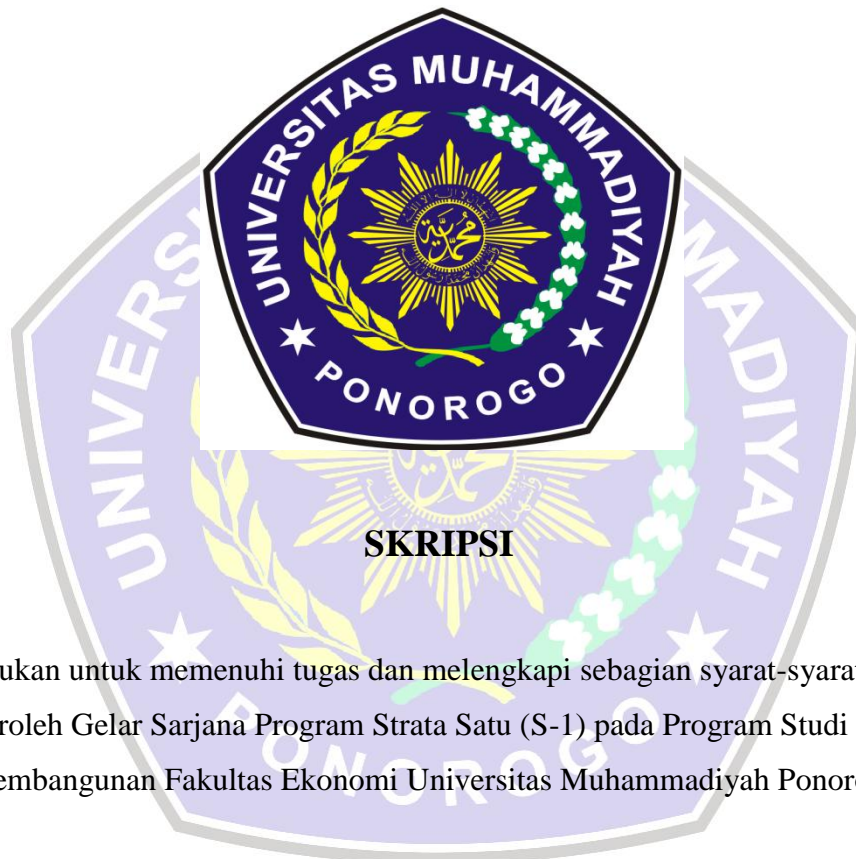 UNIVERSITAS MUHAMMADIYAH
محمدية
PONOROGO
SKRIPSI
ukan untuk memenuhi tugas dan melengkapi sebagian syarat-syarat
roleh Gelar Sarjana Program Strata Satu (S-1) pada Program Studi
embangunan Fakultas Ekonomi Universitas Muhammadiyah Ponoro